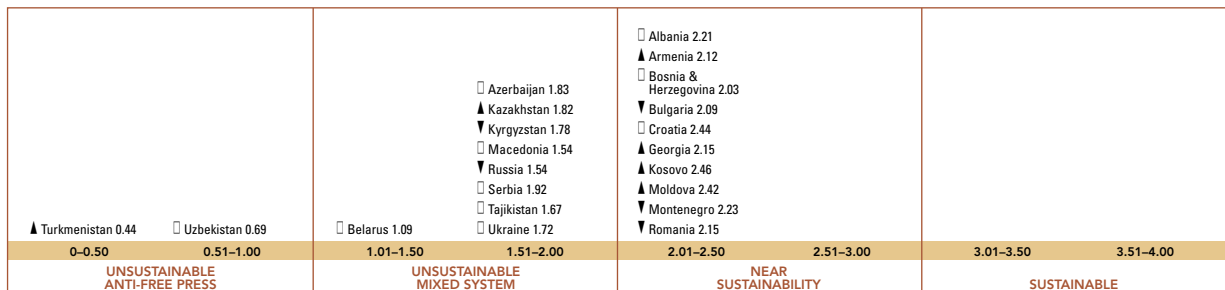 ▲ Turkmenistan 0.44
▯ Uzbekistan 0.69
▯ Belarus 1.09
▯ Azerbaijan 1.83
▲ Kazakhstan 1.82
▼ Kyrgyzstan 1.78
▯ Macedonia 1.54
▼ Russia 1.54
▯ Serbia 1.92
▯ Tajikistan 1.67
▯ Ukraine 1.72
▯ Albania 2.21
▲ Armenia 2.12
▯ Bosnia &
Herzegovina 2.03
▼ Bulgaria 2.09
▯ Croatia 2.44
▲ Georgia 2.15
▲ Kosovo 2.46
▲ Moldova 2.42
▼ Montenegro 2.23
▼ Romania 2.15
0–0.50 0.51–1.00 1.01–1.50 1.51–2.00 2.01–2.50 2.51–3.00 3.01–3.50 3.51–4.00
UNSUSTAINABLE
ANTI-FREE PRESS
UNSUSTAINABLE
MIXED SYSTEM
NEAR
SUSTAINABILITY
SUSTAINABLE